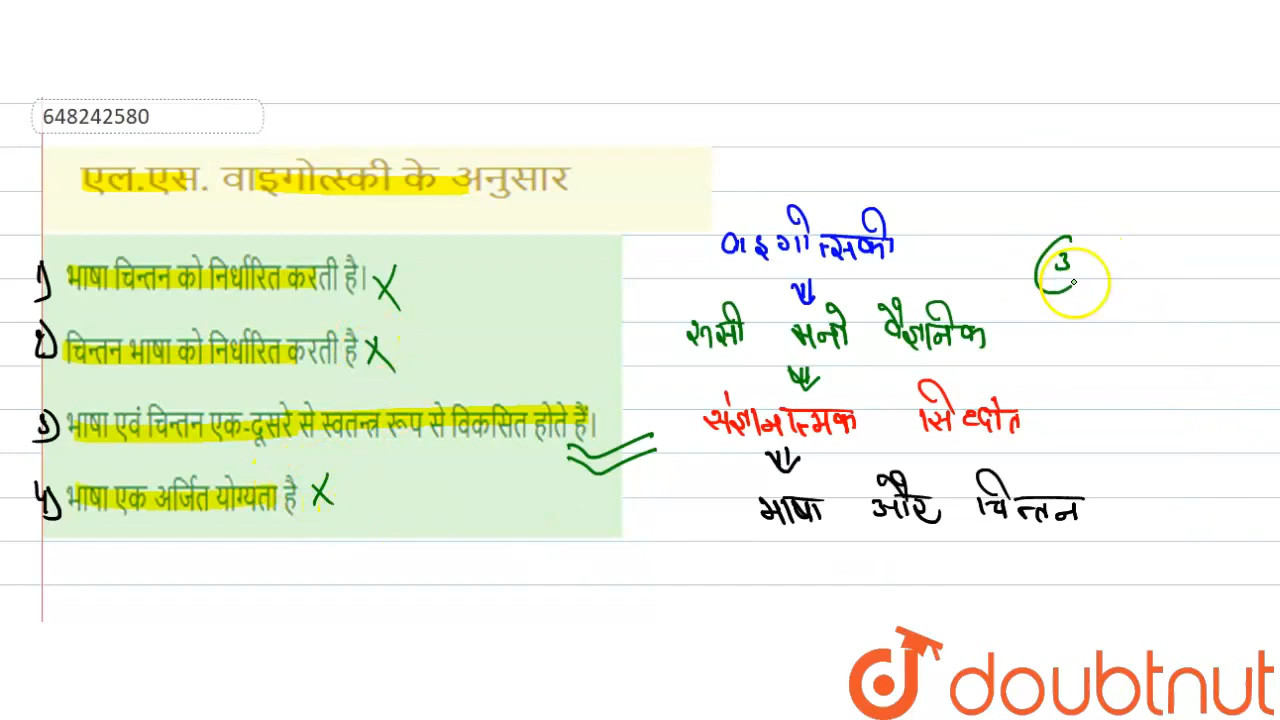 648242580
एल.एस. वाइगोत्स्की के अनुसार
1) भाषा चिन्तन को निर्धारित करती है। X
2) चिन्तन भाषा को निर्धारित करती है X
3) भाषा एवं चिन्तन एक-दूसरे से स्वतन्त्र रूप से विकसित होते हैं।
4) भाषा एक अर्जित योग्यता है X
वाइगोत्सकी
3
रूसी मनो वैज्ञानिक
संज्ञानात्मक सिध्दांत
भाषा और चिन्तन
doubtnut